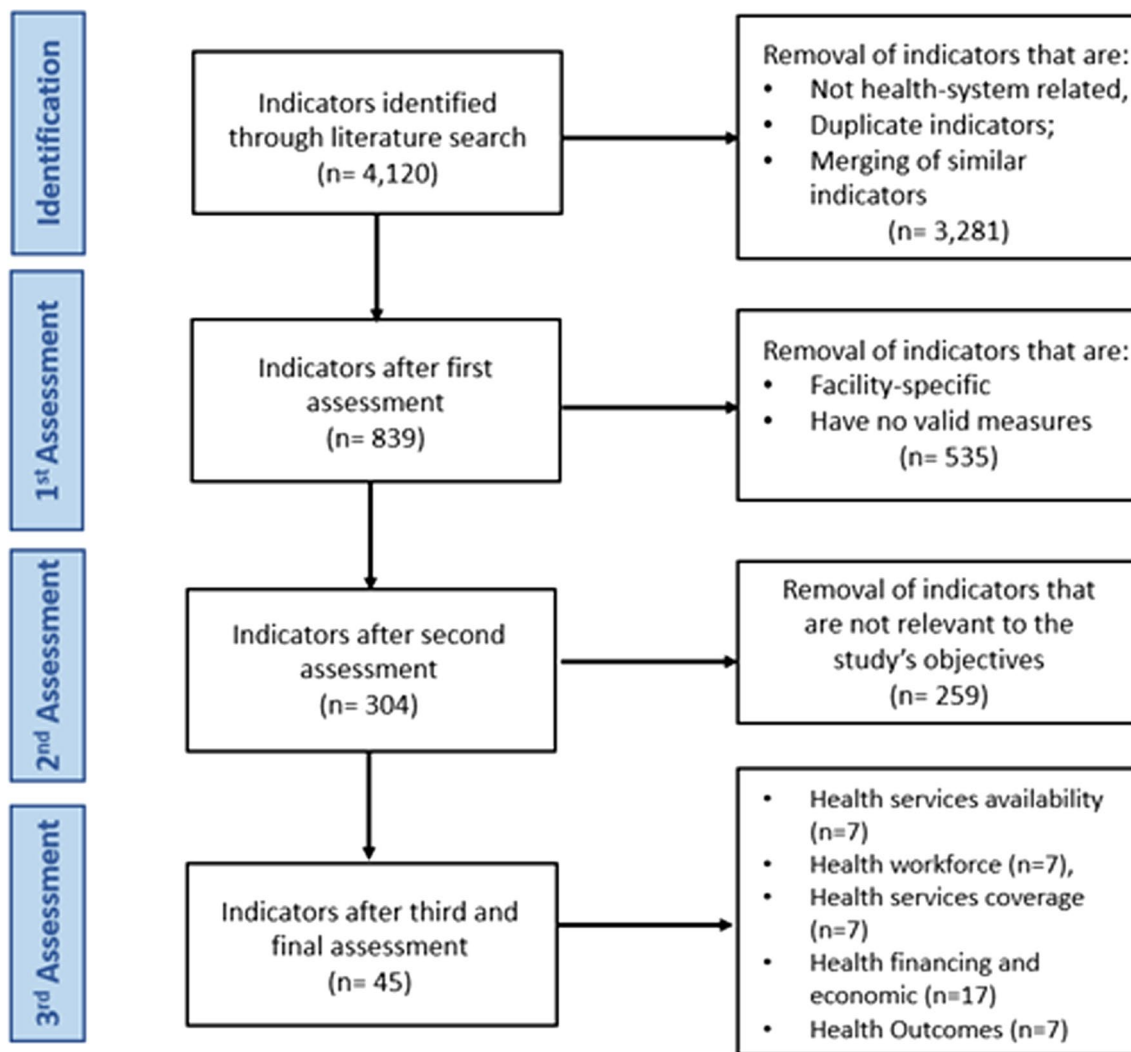 Identification
Indicators identified
through literature search
(n= 4,120)
Removal of indicators that are:
• Not health-system related,
• Duplicate indicators;
• Merging of similar
indicators
(n= 3,281)
1st Assessment
Indicators after first
assessment
(n= 839)
Removal of indicators that are:
• Facility-specific
• Have no valid measures
(n= 535)
2nd Assessment
Indicators after second
assessment
(n= 304)
Removal of indicators that
are not relevant to the
study's objectives
(n= 259)
3rd Assessment
Indicators after third and
final assessment
(n= 45)
• Health services availability
(n=7)
• Health workforce (n=7),
• Health services coverage
(n=7)
• Health financing and
economic (n=17)
• Health Outcomes (n=7)